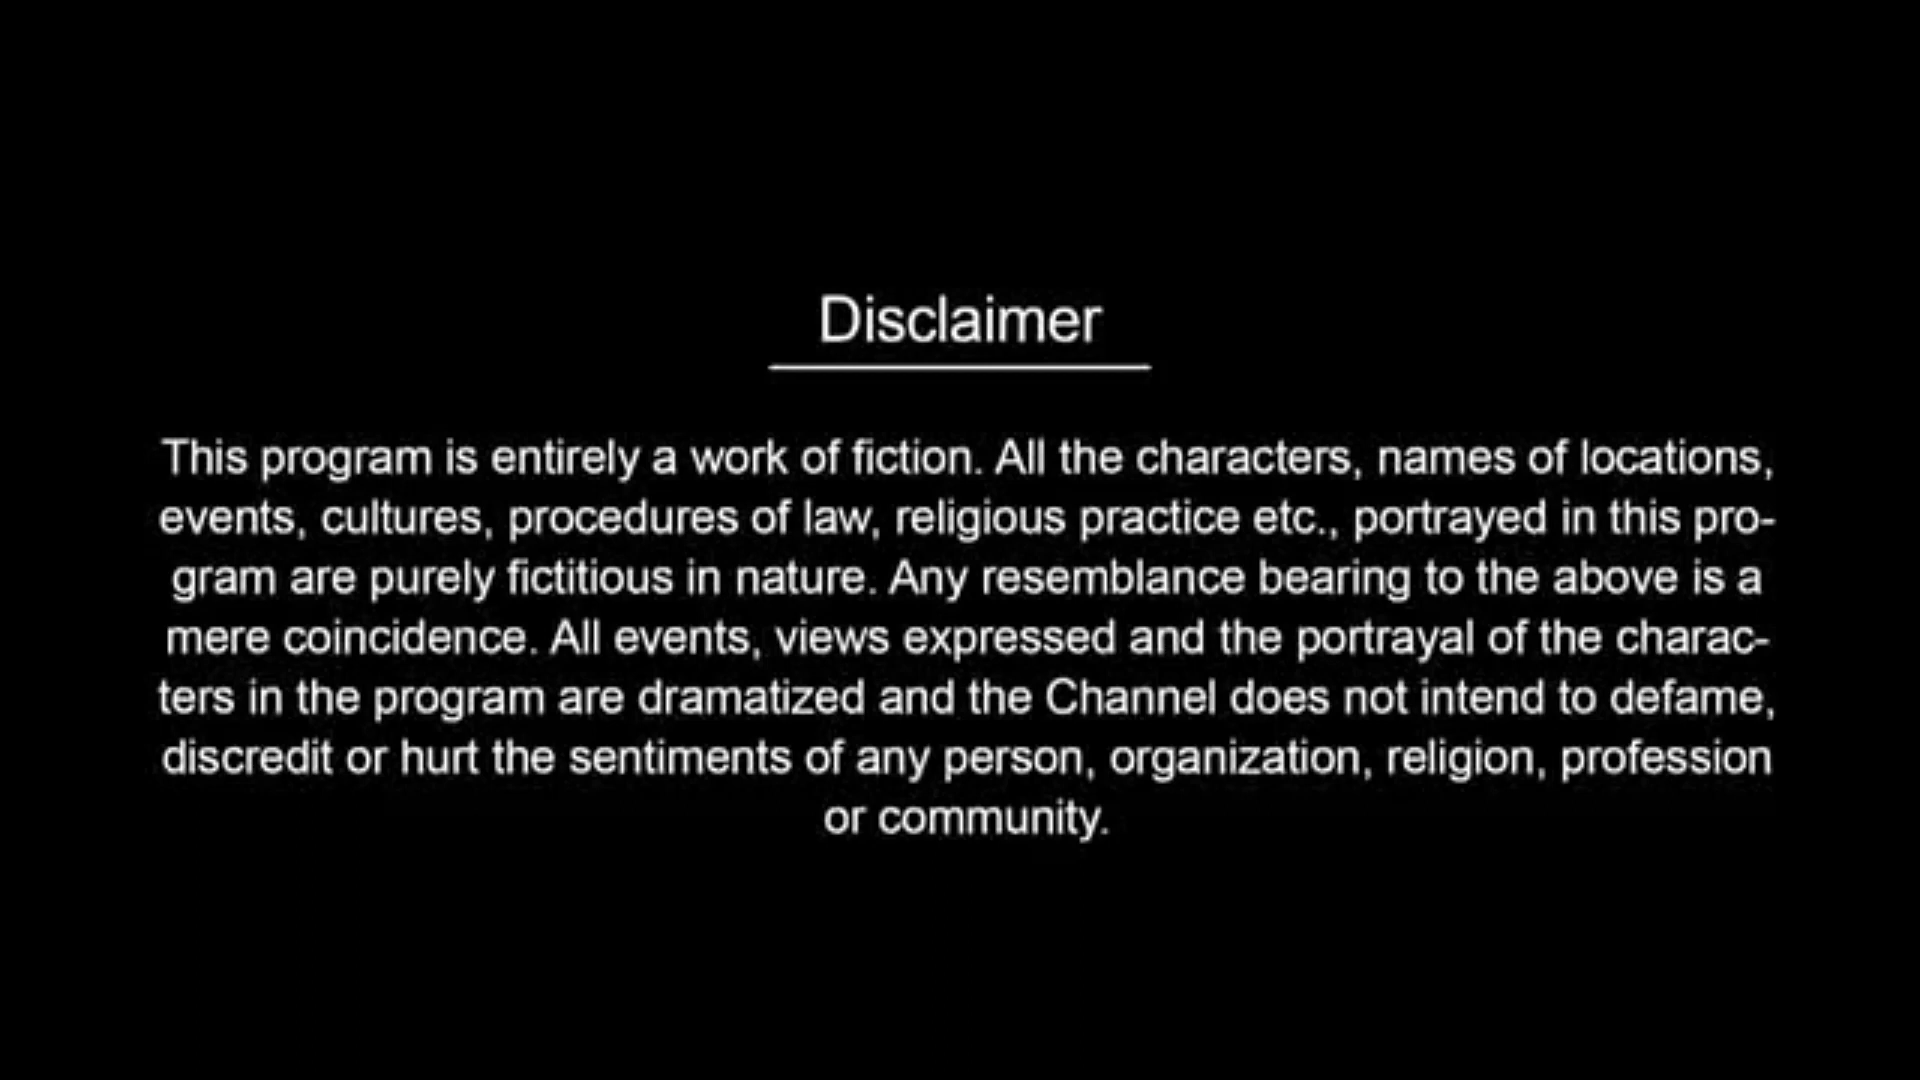 Disclaimer
This program is entirely a work of fiction. All the characters, names of locations,
events, cultures, procedures of law, religious practice etc., portrayed in this pro-
gram are purely fictitious in nature. Any resemblance bearing to the above is a
mere coincidence. All events, views expressed and the portrayal of the charac-
ters in the program are dramatized and the Channel does not intend to defame,
discredit or hurt the sentiments of any person, organization, religion, profession
or community.